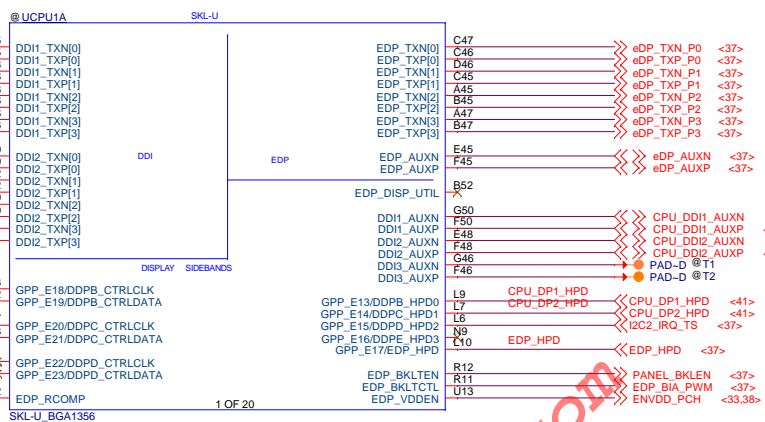 @ UCPU1A SKL-U
DDI1_TXN[0] EDP_TXN[0] C47 eDP_TXN_P0 <37>
DDI1_TXP[0] EDP_TXP[0] C46 eDP_TXP_P0 <37>
DDI1_TXN[1] EDP_TXN[1] D46 eDP_TXN_P1 <37>
DDI1_TXP[1] EDP_TXP[1] C45 eDP_TXP_P1 <37>
DDI1_TXN[2] EDP_TXN[2] A45 eDP_TXN_P2 <37>
DDI1_TXP[2] EDP_TXP[2] B45 eDP_TXP_P2 <37>
DDI1_TXN[3] EDP_TXN[3] A47 eDP_TXN_P3 <37>
DDI1_TXP[3] EDP_TXP[3] B47 eDP_TXP_P3 <37>
DDI2_TXN[0] DDI EDP EDP_AUXN E45 eDP_AUXN <37>
DDI2_TXP[0] EDP_AUXP F45 eDP_AUXP <37>
DDI2_TXN[1]
DDI2_TXP[1] EDP_DISP_UTIL B52
DDI2_TXN[2]
DDI2_TXP[2] DDI1_AUXN G50 CPU_DDI1_AUXN
DDI2_TXN[3] DDI1_AUXP F50 CPU_DDI1_AUXP
DDI2_TXP[3] DDI2_AUXN E48 CPU_DDI2_AUXN
DDI2_AUXP F48 CPU_DDI2_AUXP
DISPLAY SIDEBANDS DDI3_AUXN G46 PAD~D @T1
DDI3_AUXP F46 PAD~D @T2
GPP_E18/DDPB_CTRLCLK
GPP_E19/DDPB_CTRLDATA GPP_E13/DDPB_HPD0 L9 CPU_DP1_HPD CPU_DP1_HPD <41>
GPP_E14/DDPC_HPD1 L7 CPU_DP2_HPD CPU_DP2_HPD <41>
GPP_E20/DDPC_CTRLCLK GPP_E15/DDPD_HPD2 L6 I2C2_IRQ_TS <37>
GPP_E21/DDPC_CTRLDATA GPP_E16/DDPE_HPD3 N9
GPP_E17/EDP_HPD L10 EDP_HPD EDP_HPD <37>
GPP_E22/DDPD_CTRLCLK
GPP_E23/DDPD_CTRLDATA EDP_BKLTEN R12 PANEL_BKLEN <37>
EDP_BKLTCTL R11 EDP_BIA_PWM <37>
EDP_RCOMP 1 OF 20 EDP_VDDEN U13 ENVDD_PCH <33,38>
SKL-U_BGA1356
om